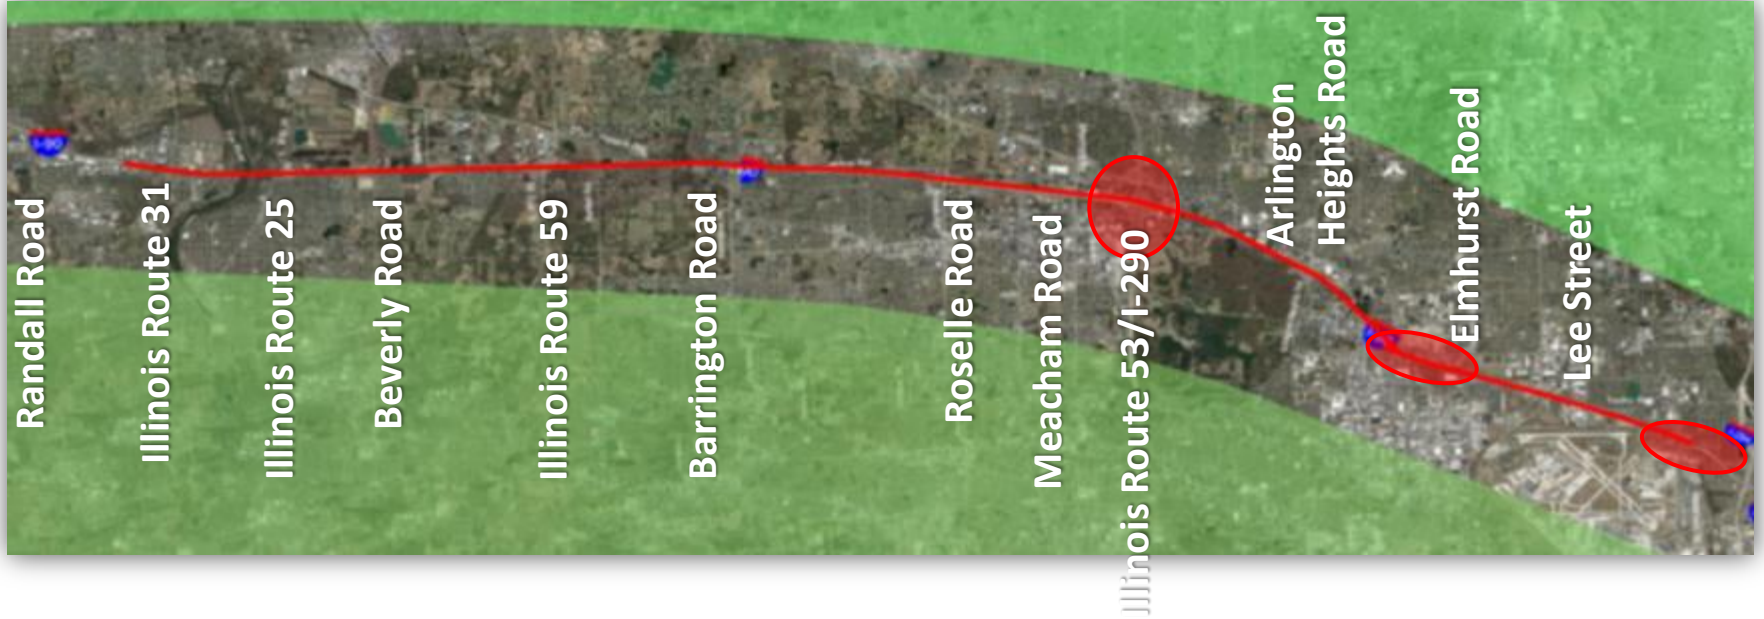 I-90
Randall Road
Illinois Route 31
Illinois Route 25
Beverly Road
Illinois Route 59
Barrington Road
Roselle Road
Meacham Road
Illinois Route 53/I-290
Arlington
Heights Road
Elmhurst Road
Lee Street